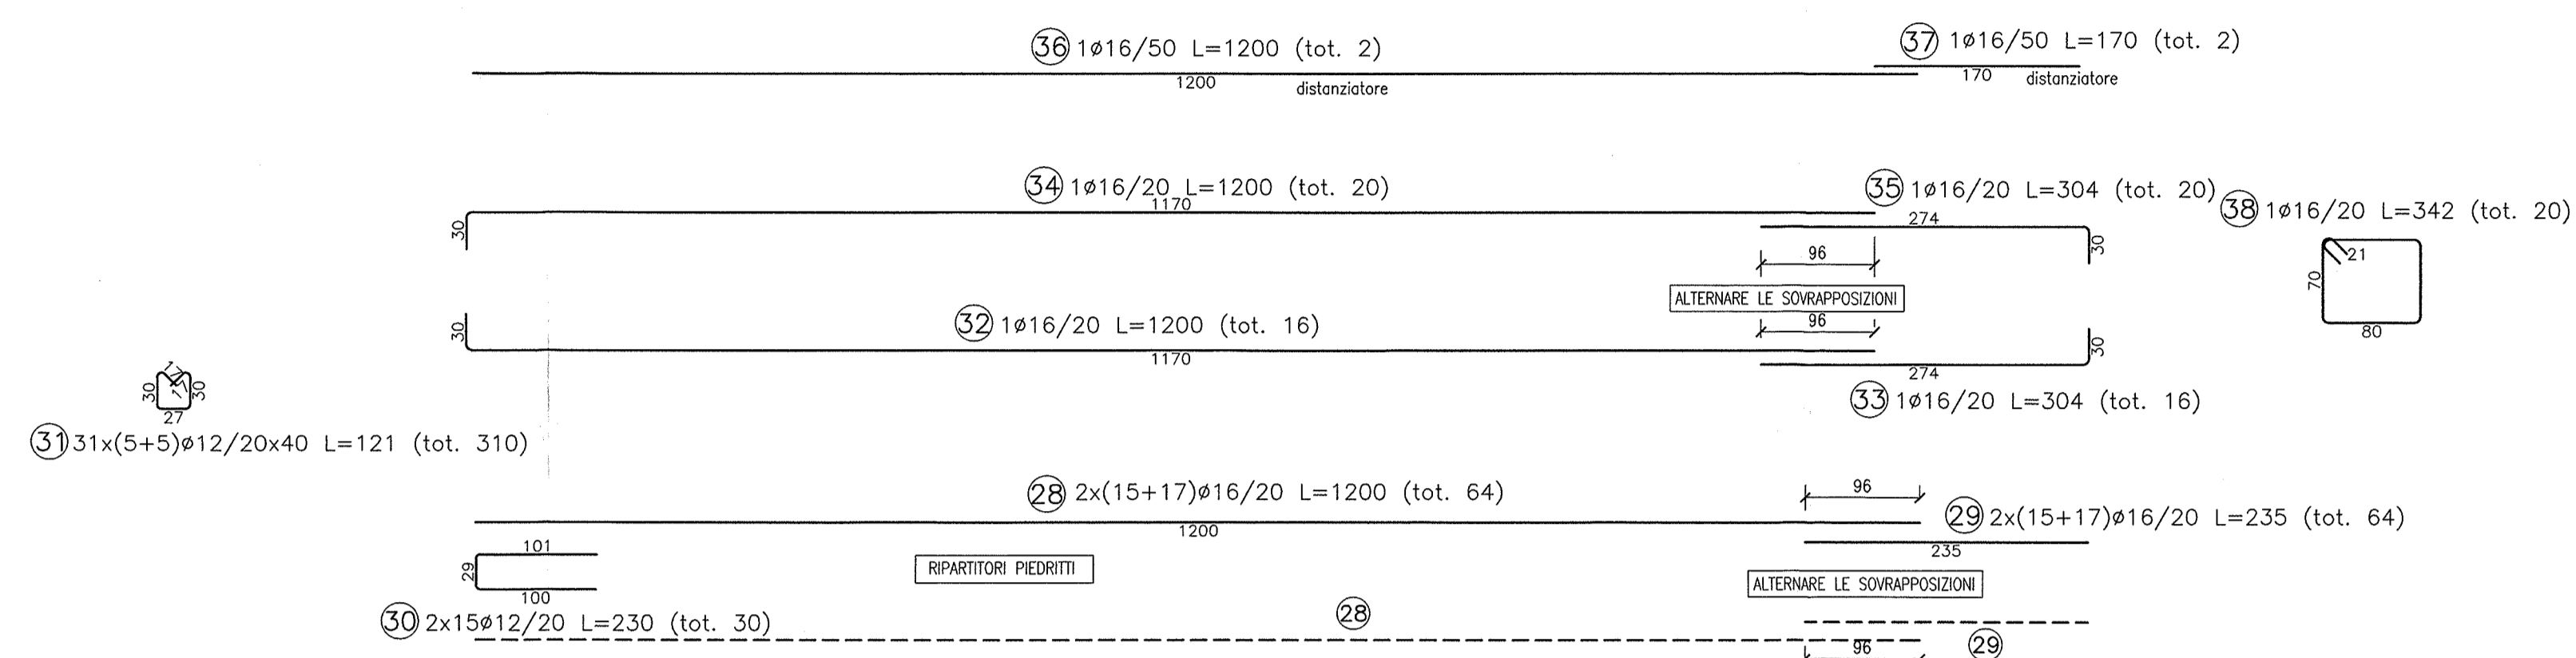 36 1ø16/50 L=1200 (tot. 2)
1200 distanziatore
37 1ø16/50 L=170 (tot. 2)
170 distanziatore
34 1ø16/20 L=1200 (tot. 20)
1170
30
35 1ø16/20 L=304 (tot. 20)
274
30
96
38 1ø16/20 L=342 (tot. 20)
21
70
80
ALTERNARE LE SOVRAPPOSIZIONI
96
32 1ø16/20 L=1200 (tot. 16)
30
1170
30
274
33 1ø16/20 L=304 (tot. 16)
17
17
30
30
27
31 31x(5+5)ø12/20x40 L=121 (tot. 310)
28 2x(15+17)ø16/20 L=1200 (tot. 64)
1200
96
29 2x(15+17)ø16/20 L=235 (tot. 64)
235
101
29
100
RIPARTITORI PIEDRITTI
ALTERNARE LE SOVRAPPOSIZIONI
30 2x15ø12/20 L=230 (tot. 30)
28
96
29